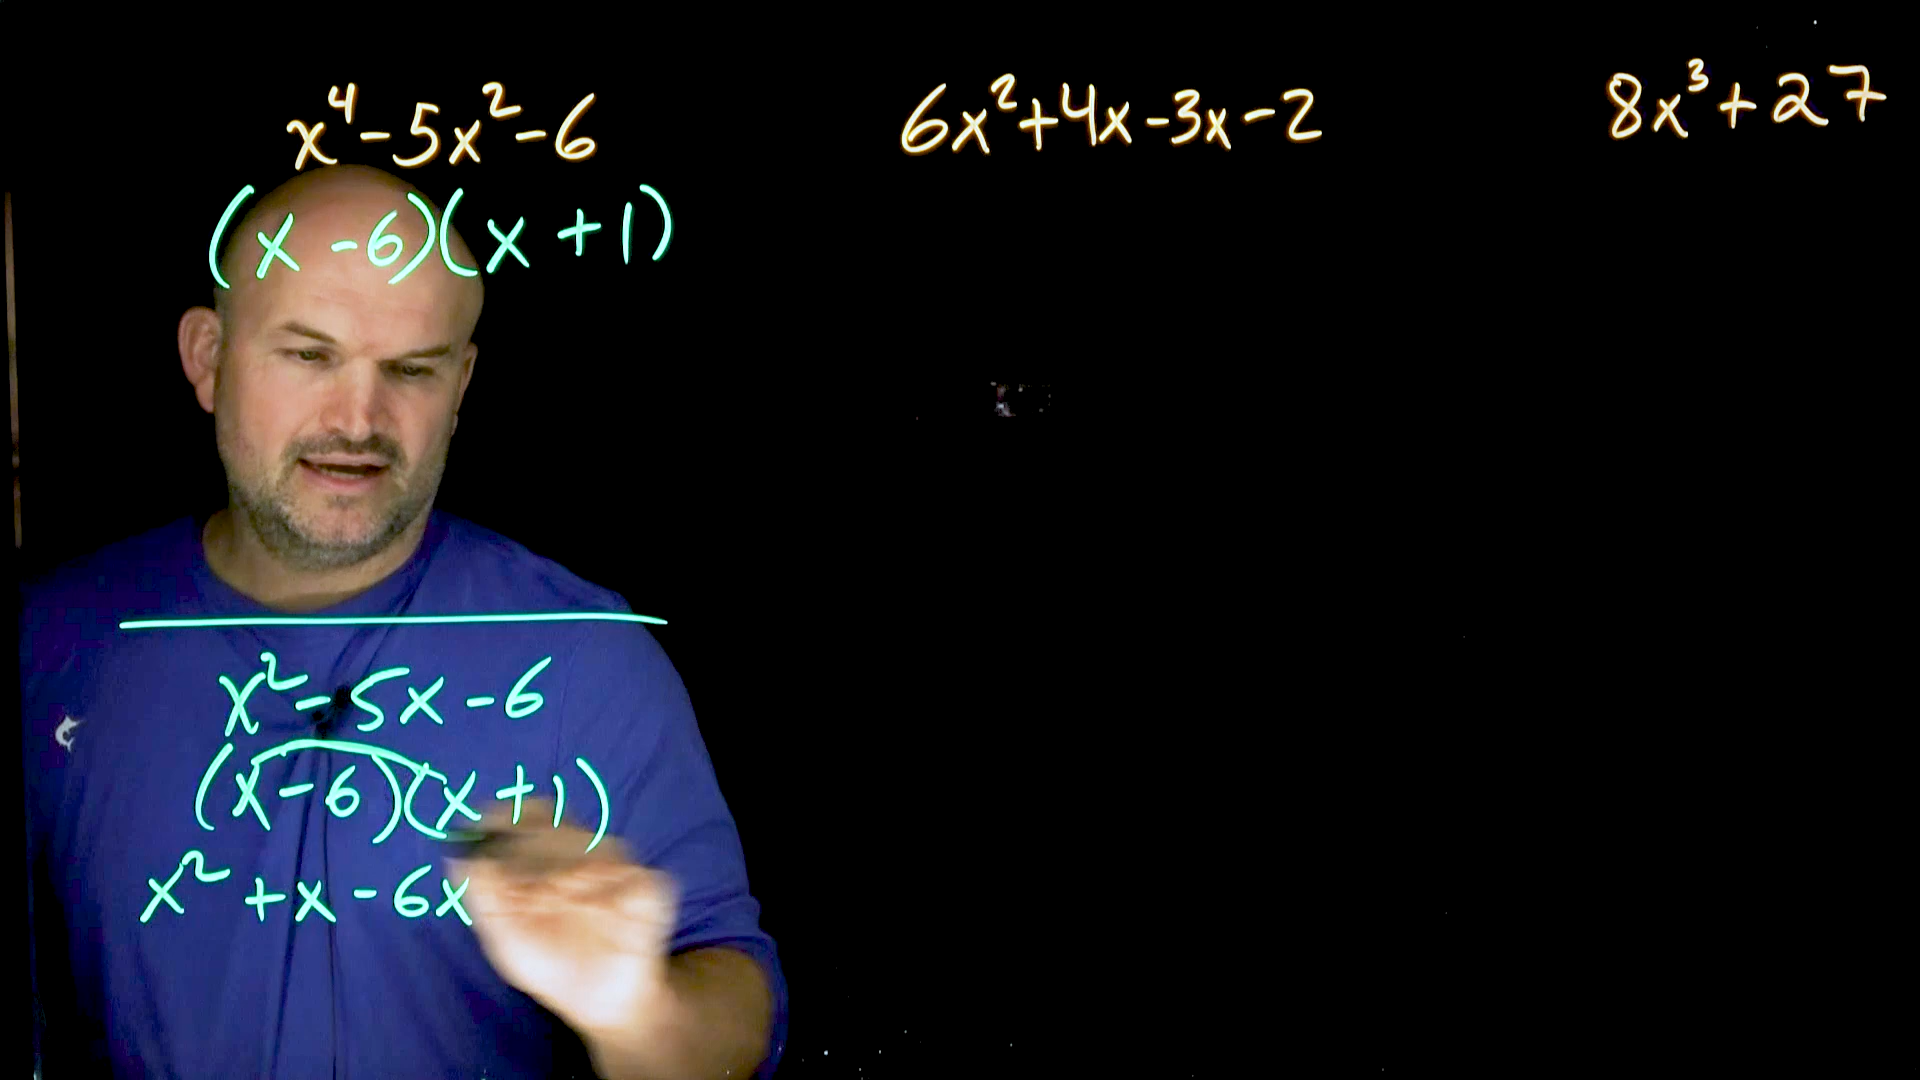 x⁴-5x²-6
(x-6)(x+1)
6x²+4x-3x-2
8x³+27
x²-5x-6
(x-6)(x+1)
x²+x-6x